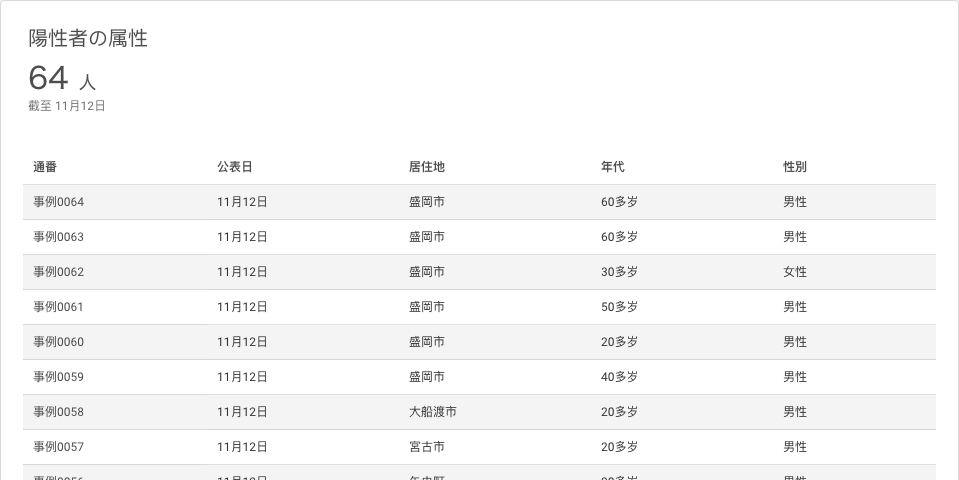 陽性者の属性
64 人
截至 11月12日
通番 公表日 居住地 年代 性別
事例0064 11月12日 盛岡市 60多岁 男性
事例0063 11月12日 盛岡市 60多岁 男性
事例0062 11月12日 盛岡市 30多岁 女性
事例0061 11月12日 盛岡市 50多岁 男性
事例0060 11月12日 盛岡市 20多岁 男性
事例0059 11月12日 盛岡市 40多岁 男性
事例0058 11月12日 大船渡市 20多岁 男性
事例0057 11月12日 宮古市 20多岁 男性